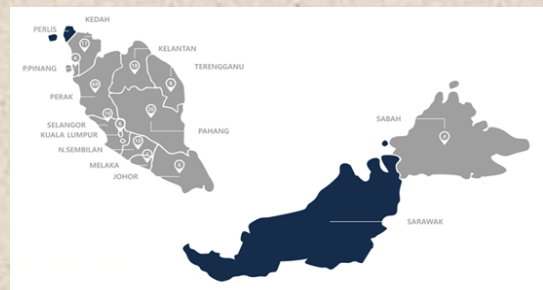 KEDAH
PERLIS
KELANTAN
P.PINANG
TERENGGANU
PERAK
SELANGOR
KUALA LUMPUR
PAHANG
N.SEMBILAN
MELAKA
JOHOR
SABAH
SARAWAK